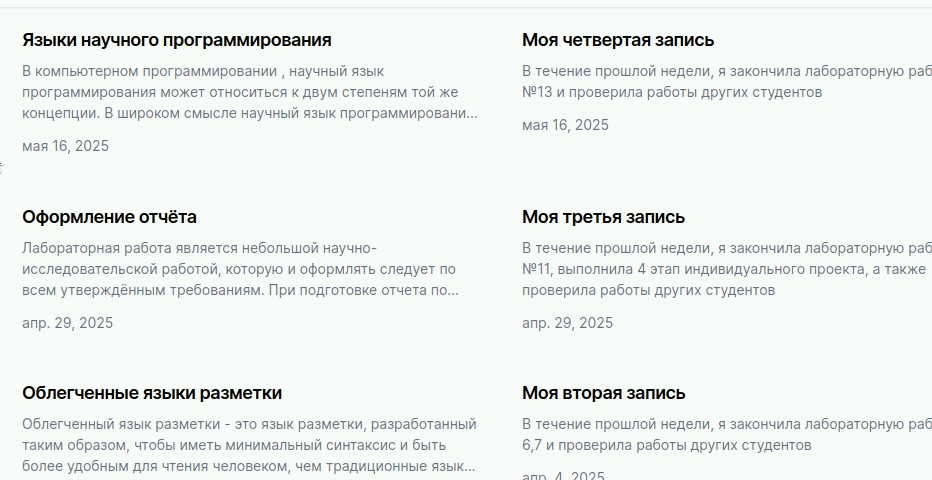 Языки научного программирования
В компьютерном программировании , научный язык
программирования может относиться к двум степеням той же
концепции. В широком смысле научный язык программировани...
мая 16, 2025
Моя четвертая запись
В течение прошлой недели, я закончила лабораторную раб
№13 и проверила работы других студентов
мая 16, 2025
Оформление отчёта
Лабораторная работа является небольшой научно-
исследовательской работой, которую и оформлять следует по
всем утверждённым требованиям. При подготовке отчета по...
апр. 29, 2025
Моя третья запись
В течение прошлой недели, я закончила лабораторную раб
№11, выполнила 4 этап индивидуального проекта, а также
проверила работы других студентов
апр. 29, 2025
Облегченные языки разметки
Облегченный язык разметки - это язык разметки, разработанный
таким образом, чтобы иметь минимальный синтаксис и быть
более удобным для чтения человеком, чем традиционные язык...
Моя вторая запись
В течение прошлой недели, я закончила лабораторную раб
6,7 и проверила работы других студентов
апр. 4, 2025